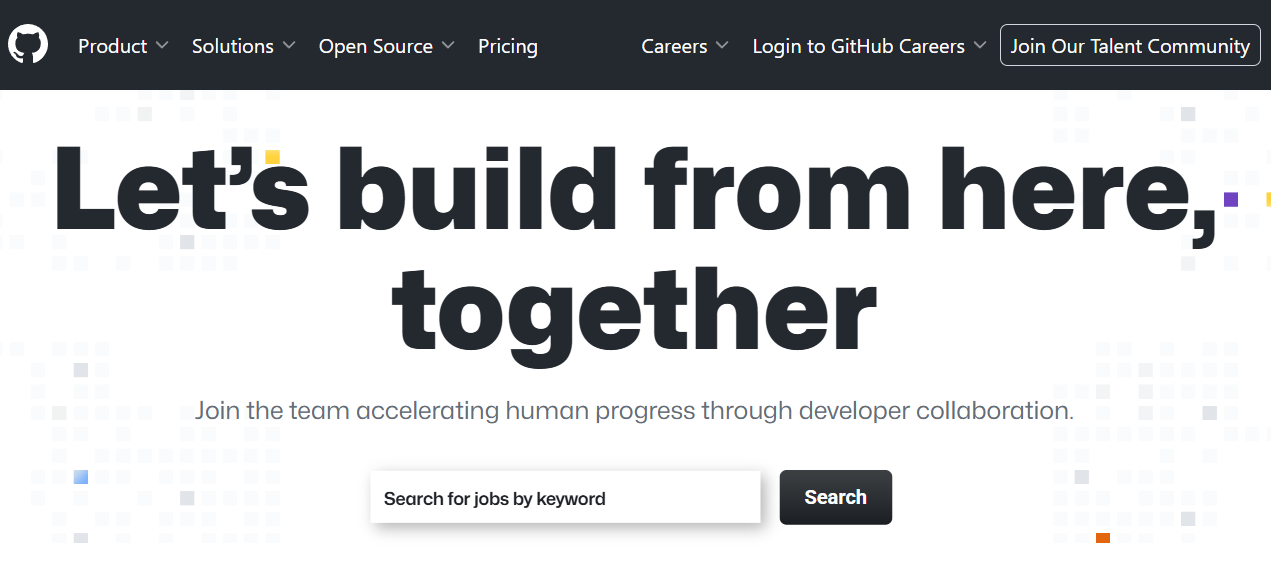 Product Solutions Open Source Pricing Careers Login to GitHub Careers Join Our Talent Community
Let’s build from here,
together
Join the team accelerating human progress through developer collaboration.
Search for jobs by keyword Search